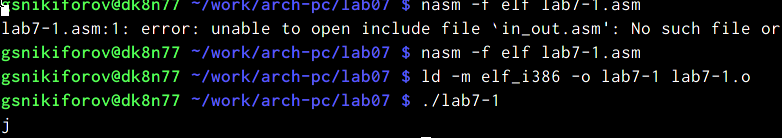 gsnikiforov@dk8n77 ~/work/arch-pc/lab07 $ nasm -f elf lab7-1.asm
lab7-1.asm:1: error: unable to open include file `in_out.asm': No such file or
gsnikiforov@dk8n77 ~/work/arch-pc/lab07 $ nasm -f elf lab7-1.asm
gsnikiforov@dk8n77 ~/work/arch-pc/lab07 $ ld -m elf_i386 -o lab7-1 lab7-1.o
gsnikiforov@dk8n77 ~/work/arch-pc/lab07 $ ./lab7-1
j